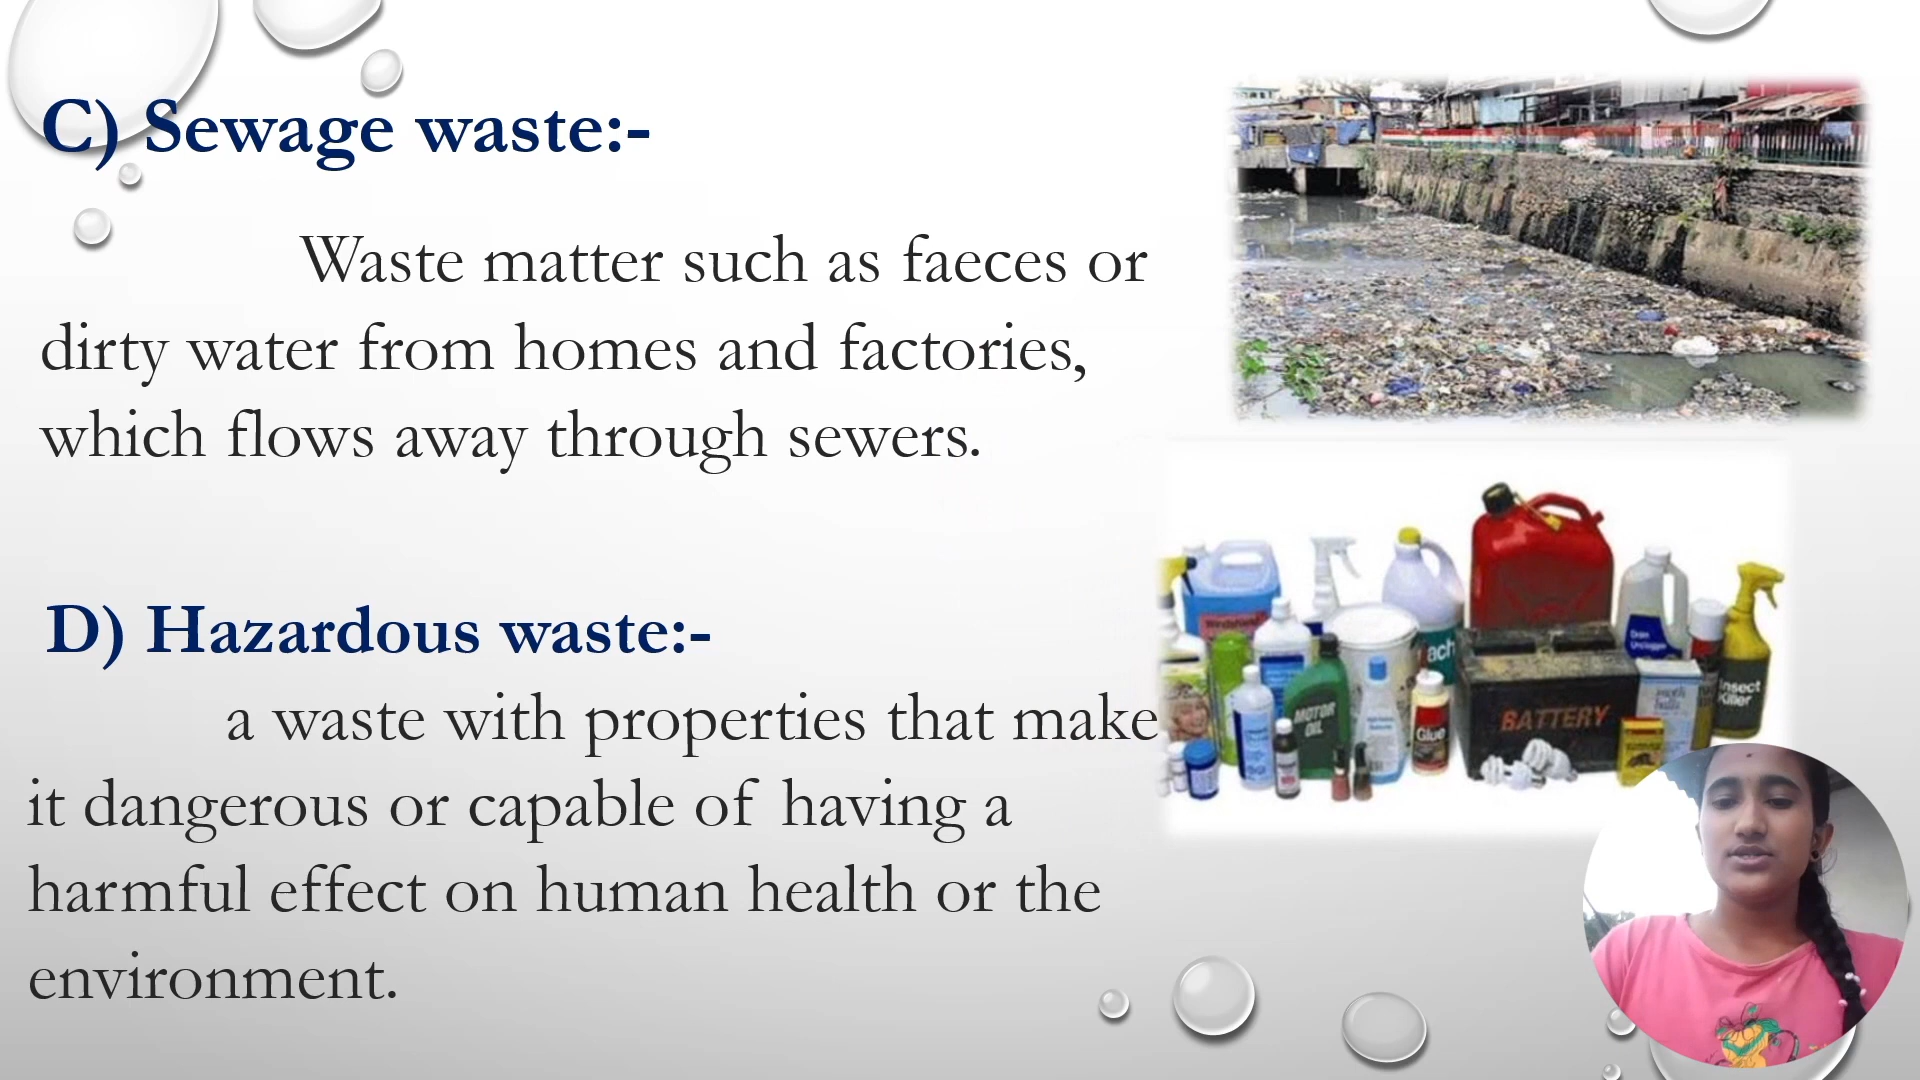 C) Sewage waste:-
Waste matter such as faeces or
dirty water from homes and factories,
which flows away through sewers.
D) Hazardous waste:-
a waste with properties that make
it dangerous or capable of having a
harmful effect on human health or the
environment.
Drain
ach
Insect
Killer
MOTOR
OIL
Glue
BATTERY